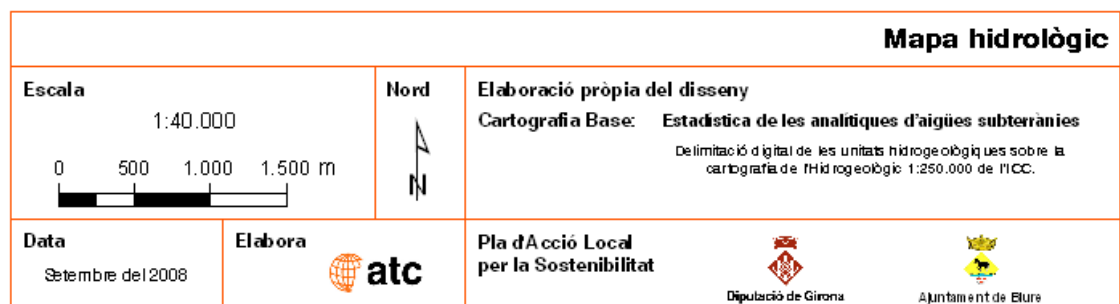 Mapa hidrològic
Escala
1:40.000
0 500 1.000 1.500 m
Nord
N
Elaboració pròpia del disseny
Cartografia Base: Estadística de les analítiques d'aigües subterrànies
Delimitació digital de les unitats hidrogeològiques sobre la
cartografia de l'Hidrogeològic 1:250.000 de l'ICC.
Data
Setembre del 2008
Elabora
atc
Pla d'Acció Local
per la Sostenibilitat
Diputació de Girona
Ajuntament de Biure